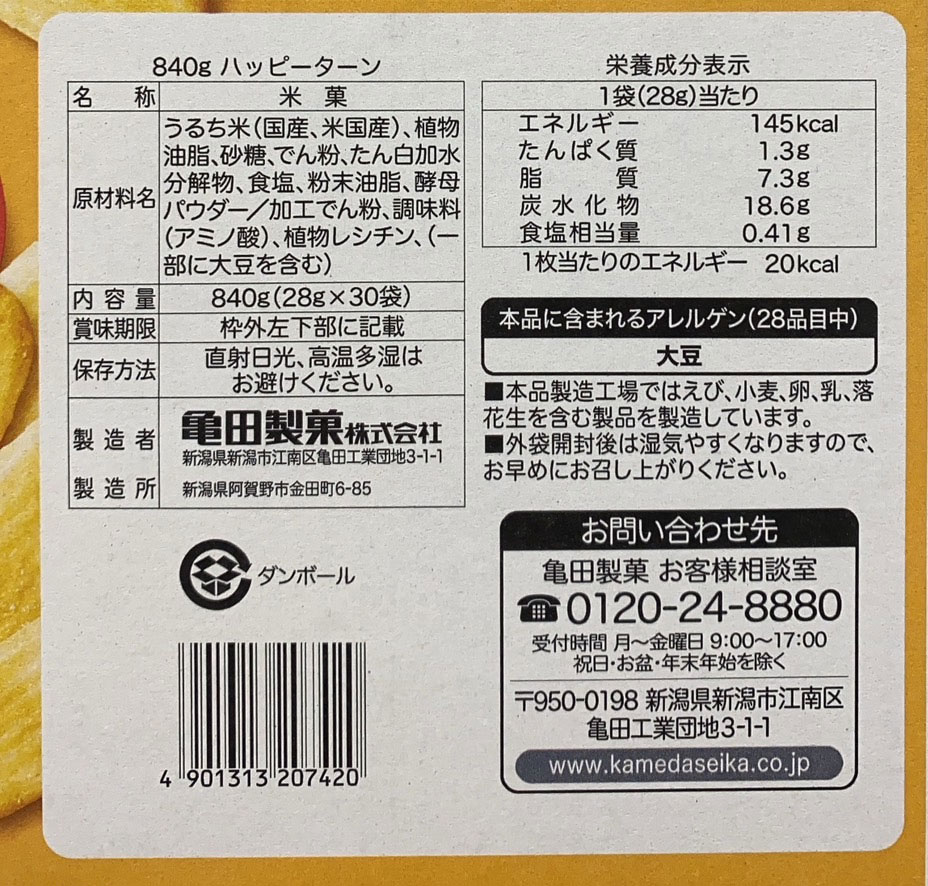 840g ハッピーターン
名　称 米　菓
原材料名 うるち米(国産、米国産)、植物
油脂、砂糖、でん粉、たん白加水
分解物、食塩、粉末油脂、酵母
パウダー/加工でん粉、調味料
(アミノ酸)、植物レシチン、(一
部に大豆を含む)
内容量 840g(28g×30袋)
賞味期限 枠外左下部に記載
保存方法 直射日光、高温多湿は
お避けください。
製造者 亀田製菓株式会社
新潟県新潟市江南区亀田工業団地3-1-1
製造所 新潟県阿賀野市金田町6-85
ダンボール
4 901313 207420
栄養成分表示
1袋(28g)当たり
エネルギー 145kcal
たんぱく質 1.3g
脂　質 7.3g
炭水化物 18.6g
食塩相当量 0.41g
1枚当たりのエネルギー 20kcal
本品に含まれるアレルゲン(28品目中)
大豆
■本品製造工場ではえび、小麦、卵、乳、落
花生を含む製品を製造しています。
■外袋開封後は湿気やすくなりますので、
お早めにお召し上がりください。
お問い合わせ先
亀田製菓 お客様相談室
☎0120-24-8880
受付時間 月～金曜日 9:00～17:00
祝日・お盆・年末年始を除く
〒950-0198 新潟県新潟市江南区
亀田工業団地3-1-1
www.kamedaseika.co.jp